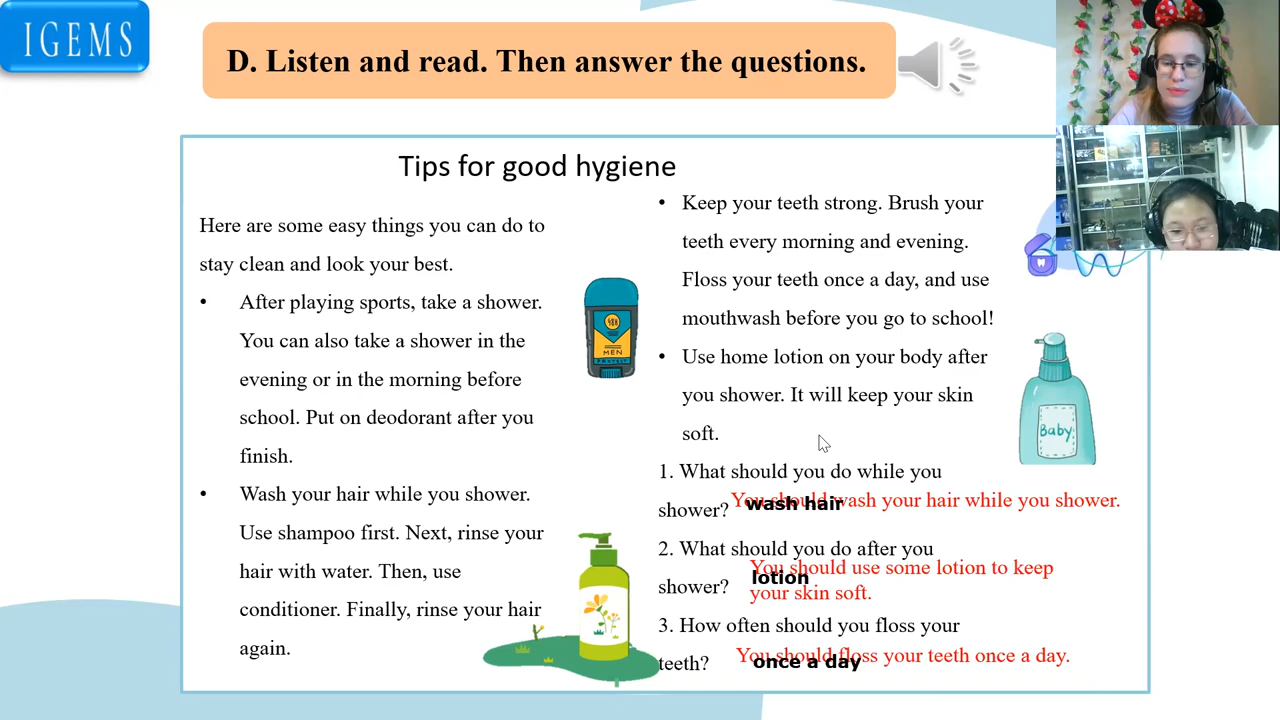 IGEMS
D. Listen and read. Then answer the questions.
Tips for good hygiene
Here are some easy things you can do to
stay clean and look your best.
• After playing sports, take a shower.
You can also take a shower in the
evening or in the morning before
school. Put on deodorant after you
finish.
• Wash your hair while you shower.
Use shampoo first. Next, rinse your
hair with water. Then, use
conditioner. Finally, rinse your hair
again.
MEN
• Keep your teeth strong. Brush your
teeth every morning and evening.
Floss your teeth once a day, and use
mouthwash before you go to school!
• Use home lotion on your body after
you shower. It will keep your skin
soft.
Baby
1. What should you do while you
shower?
You should wash your hair while you shower.
wash hair
2. What should you do after you
shower?
You should use some lotion to keep
your skin soft.
lotion
3. How often should you floss your
teeth?
You should floss your teeth once a day.
once a day